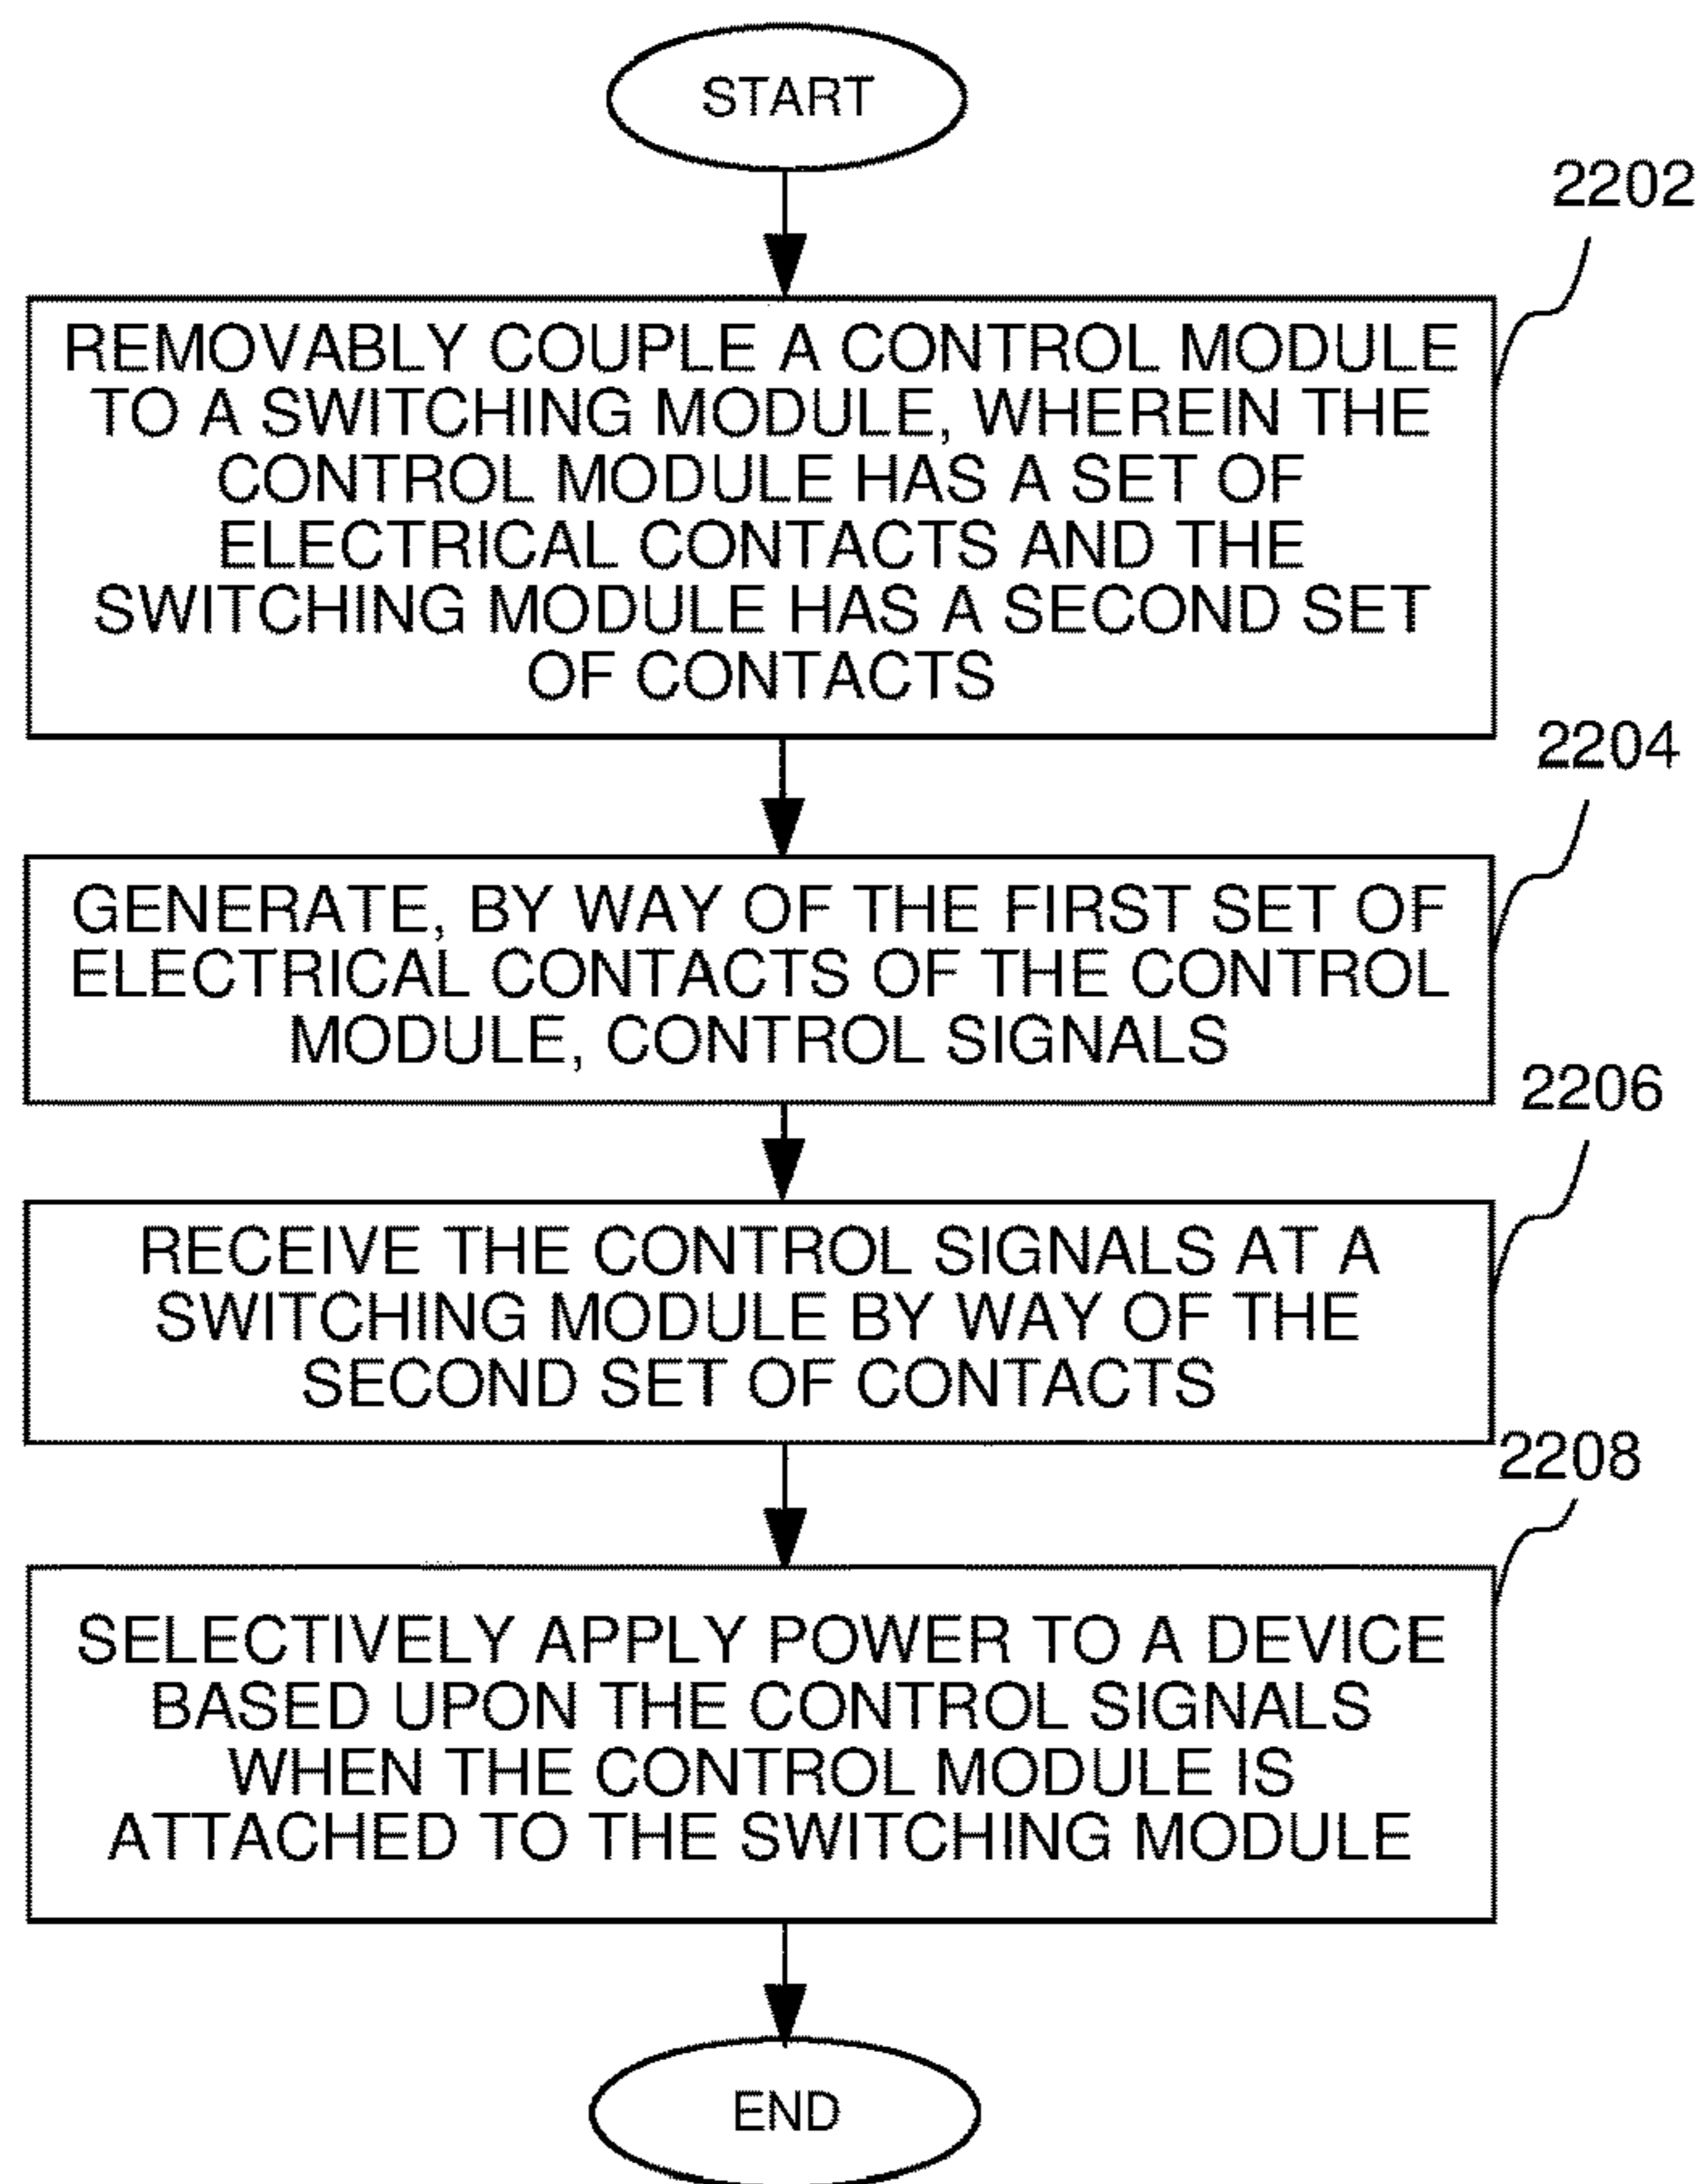 START
2202
REMOVABLY COUPLE A CONTROL MODULE
TO A SWITCHING MODULE, WHEREIN THE
CONTROL MODULE HAS A SET OF
ELECTRICAL CONTACTS AND THE
SWITCHING MODULE HAS A SECOND SET
OF CONTACTS
2204
GENERATE, BY WAY OF THE FIRST SET OF
ELECTRICAL CONTACTS OF THE CONTROL
MODULE, CONTROL SIGNALS
2206
RECEIVE THE CONTROL SIGNALS AT A
SWITCHING MODULE BY WAY OF THE
SECOND SET OF CONTACTS
2208
SELECTIVELY APPLY POWER TO A DEVICE
BASED UPON THE CONTROL SIGNALS
WHEN THE CONTROL MODULE IS
ATTACHED TO THE SWITCHING MODULE
END